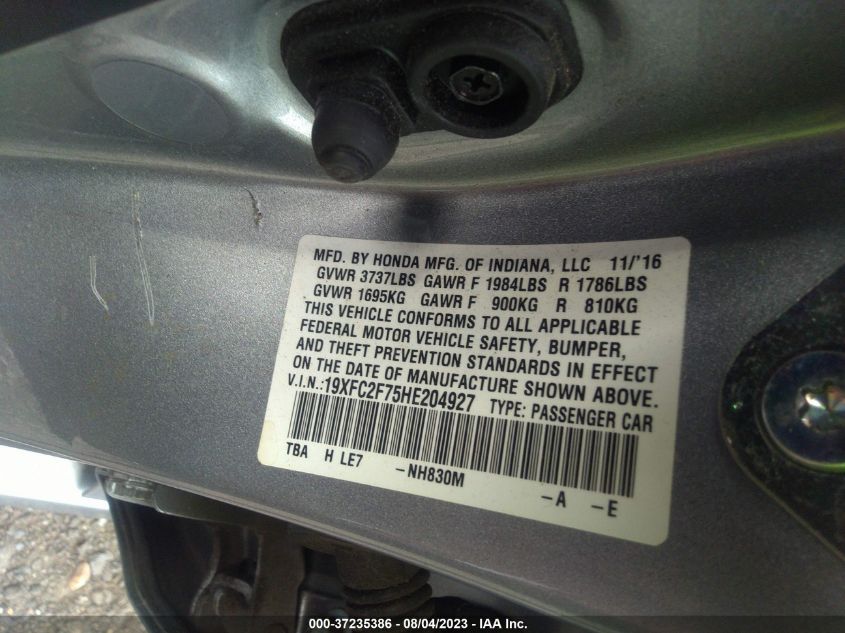 MFD. BY HONDA MFG. OF INDIANA, LLC 11/'16
GVWR 3737LBS GAWR F 1984LBS R 1786LBS
GVWR 1695KG GAWR F 900KG R 810KG
THIS VEHICLE CONFORMS TO ALL APPLICABLE
FEDERAL MOTOR VEHICLE SAFETY, BUMPER,
AND THEFT PREVENTION STANDARDS IN EFFECT
ON THE DATE OF MANUFACTURE SHOWN ABOVE.
V.I.N.:19XFC2F75HE204927 TYPE: PASSENGER CAR
TBA H LE7 -NH830M -A -E
000-37235386 - 08/04/2023 - IAA Inc.